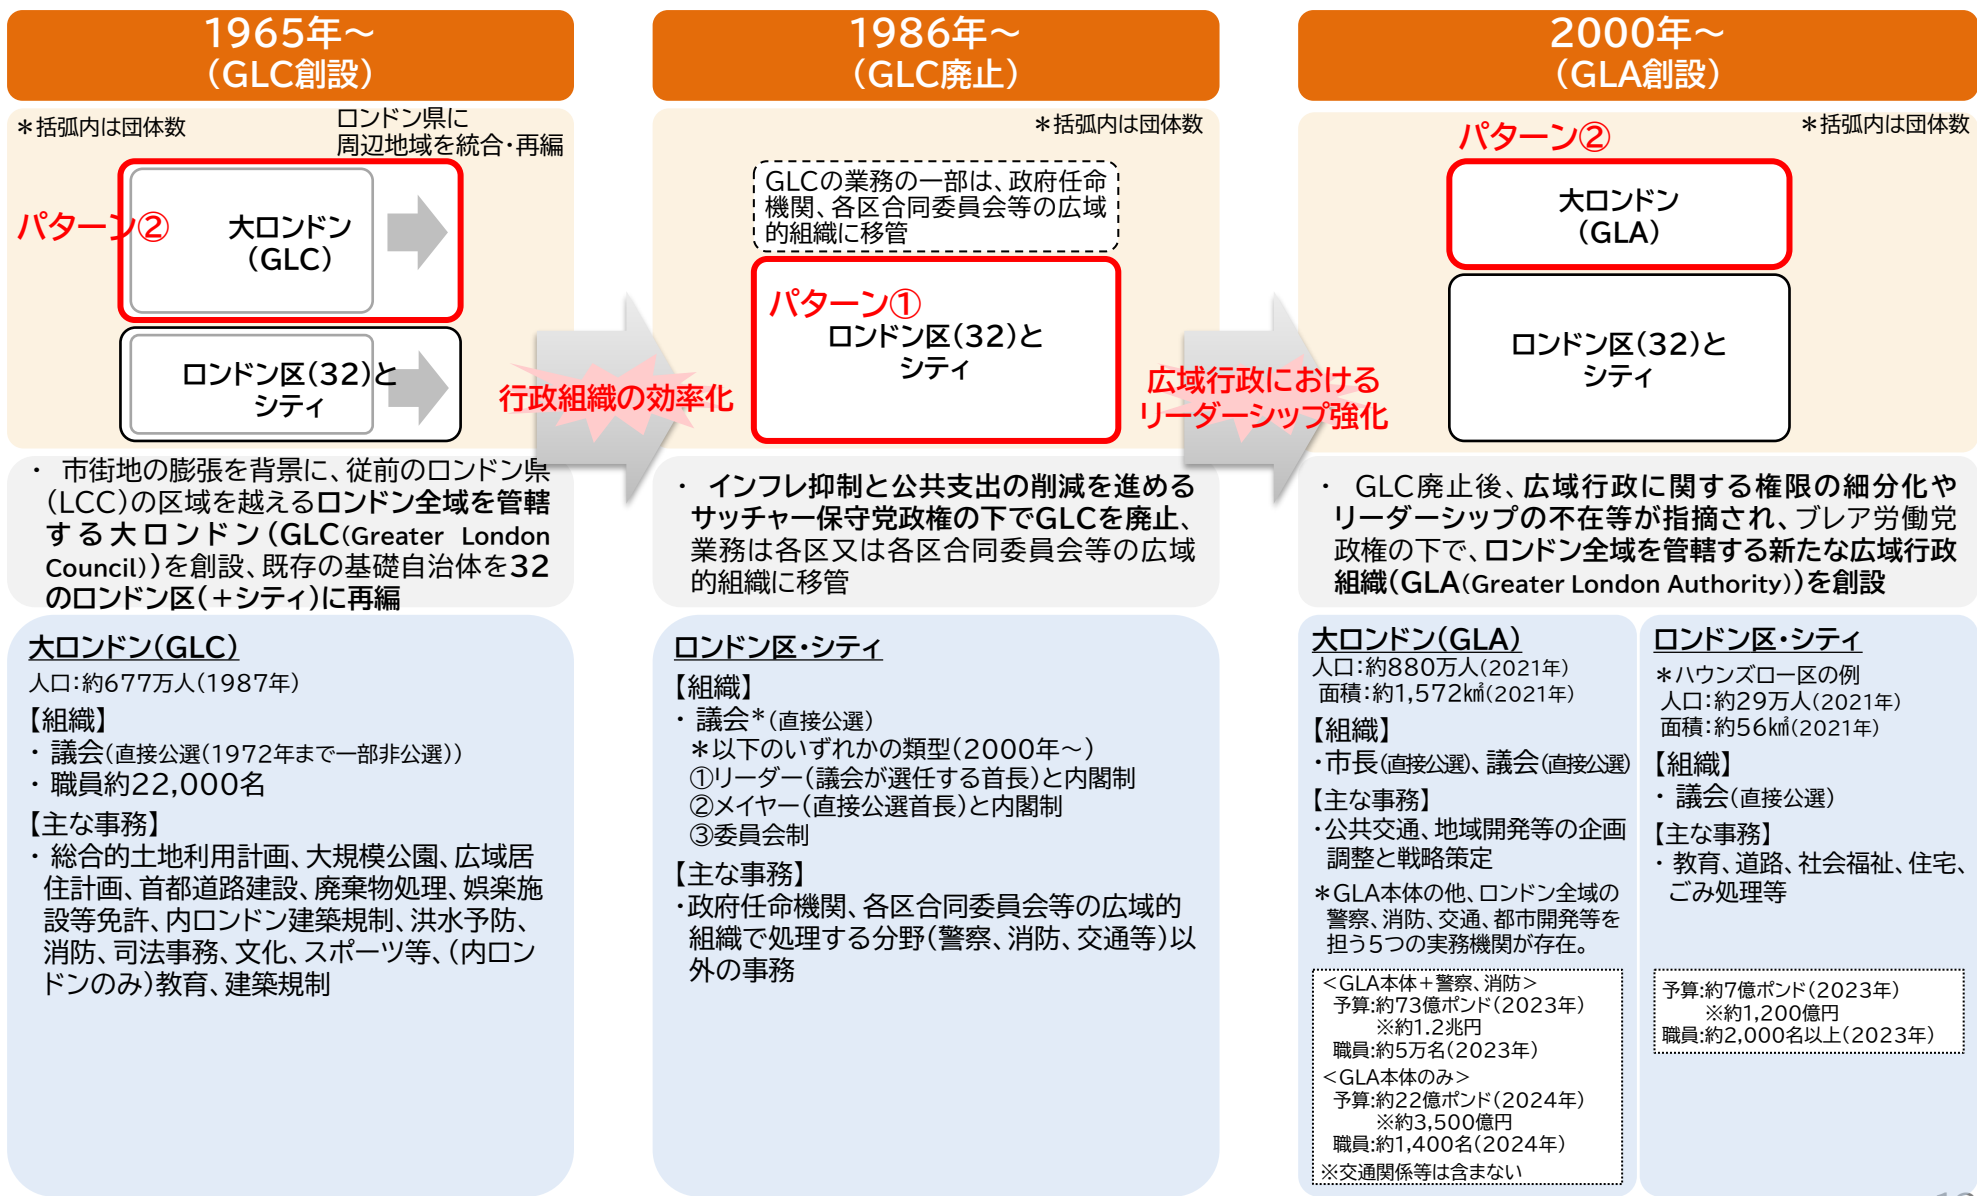 1965年～
（GLC創設）
＊括弧内は団体数
ロンドン県に
周辺地域を統合・再編
パターン②
大ロンドン
（GLC）
ロンドン区（32）と
シティ
行政組織の効率化
・ 市街地の膨張を背景に、従前のロンドン県
（LCC）の区域を越えるロンドン全域を管轄
する大ロンドン（GLC(Greater London
Council)）を創設、既存の基礎自治体を32
のロンドン区（＋シティ）に再編
大ロンドン（GLC）
人口：約677万人（1987年）
【組織】
・ 議会（直接公選（1972年まで一部非公選））
・ 職員約22,000名
【主な事務】
・ 総合的土地利用計画、大規模公園、広域居
住計画、首都道路建設、廃棄物処理、娯楽施
設等免許、内ロンドン建築規制、洪水予防、
消防、司法事務、文化、スポーツ等、（内ロン
ドンのみ）教育、建築規制
1986年～
（GLC廃止）
＊括弧内は団体数
GLCの業務の一部は、政府任命
機関、各区合同委員会等の広域
的組織に移管
パターン①
ロンドン区（32）と
シティ
広域行政における
リーダーシップ強化
・ インフレ抑制と公共支出の削減を進める
サッチャー保守党政権の下でGLCを廃止、
業務は各区又は各区合同委員会等の広域
的組織に移管
ロンドン区・シティ
【組織】
・ 議会*（直接公選）
＊以下のいずれかの類型（2000年～）
①リーダー（議会が選任する首長）と内閣制
②メイヤー（直接公選首長）と内閣制
③委員会制
【主な事務】
・政府任命機関、各区合同委員会等の広域的
組織で処理する分野（警察、消防、交通等）以
外の事務
2000年～
（GLA創設）
＊括弧内は団体数
パターン②
大ロンドン
（GLA）
ロンドン区（32）と
シティ
・ GLC廃止後、広域行政に関する権限の細分化や
リーダーシップの不在等が指摘され、ブレア労働党
政権の下で、ロンドン全域を管轄する新たな広域行政
組織（GLA(Greater London Authority)）を創設
大ロンドン（GLA）
人口：約880万人（2021年）
面積：約1,572㎢（2021年）
【組織】
・市長（直接公選）、議会（直接公選）
【主な事務】
・公共交通、地域開発等の企画
調整と戦略策定
＊GLA本体の他、ロンドン全域の
警察、消防、交通、都市開発等を
担う5つの実務機関が存在。
＜GLA本体＋警察、消防＞
予算：約73億ポンド（2023年）
※約1.2兆円
職員：約5万名（2023年）
＜GLA本体のみ＞
予算：約22億ポンド（2024年）
※約3,500億円
職員：約1,400名（2024年）
※交通関係等は含まない
ロンドン区・シティ
＊ハウンズロー区の例
人口：約29万人（2021年）
面積：約56㎢（2021年）
【組織】
・ 議会（直接公選）
【主な事務】
・ 教育、道路、社会福祉、住宅、
ごみ処理等
予算：約7億ポンド（2023年）
※約1,200億円
職員：約2,000名以上（2023年）